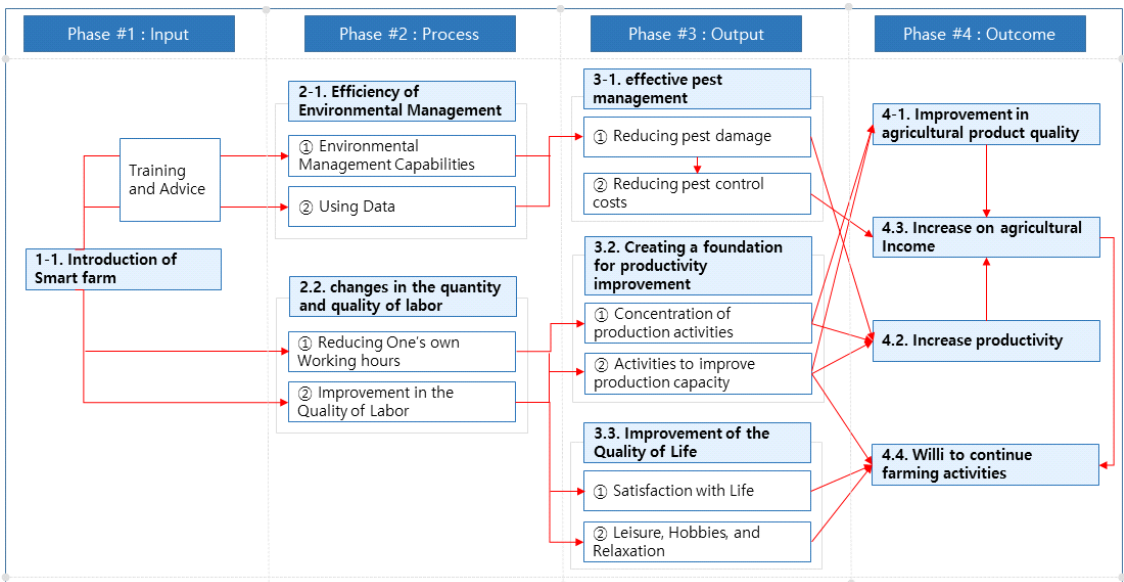 Phase #1 : Input
Phase #2 : Process
Phase #3 : Output
Phase #4 : Outcome
1-1. Introduction of
Smart farm
Training
and Advice
2-1. Efficiency of
Environmental Management
① Environmental
Management Capabilities
② Using Data
2.2. changes in the quantity
and quality of labor
① Reducing One's own
Working hours
② Improvement in the
Quality of Labor
3-1. effective pest
management
① Reducing pest damage
② Reducing pest control
costs
3.2. Creating a foundation
for productivity
improvement
① Concentration of
production activities
② Activities to improve
production capacity
3.3. Improvement of the
Quality of Life
① Satisfaction with Life
② Leisure, Hobbies, and
Relaxation
4-1. Improvement in
agricultural product quality
4.3. Increase on agricultural
Income
4.2. Increase productivity
4.4. Willi to continue
farming activities